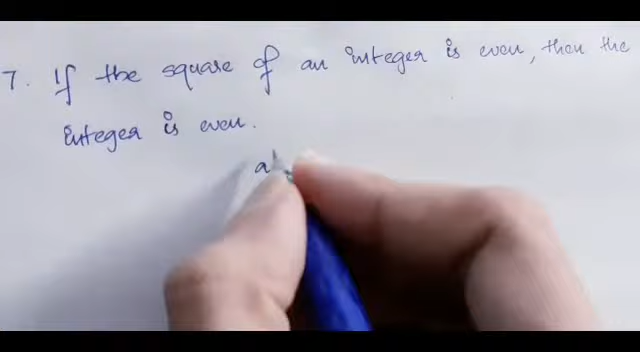 7. If the square of an integer is even, then the
integer is even.
a